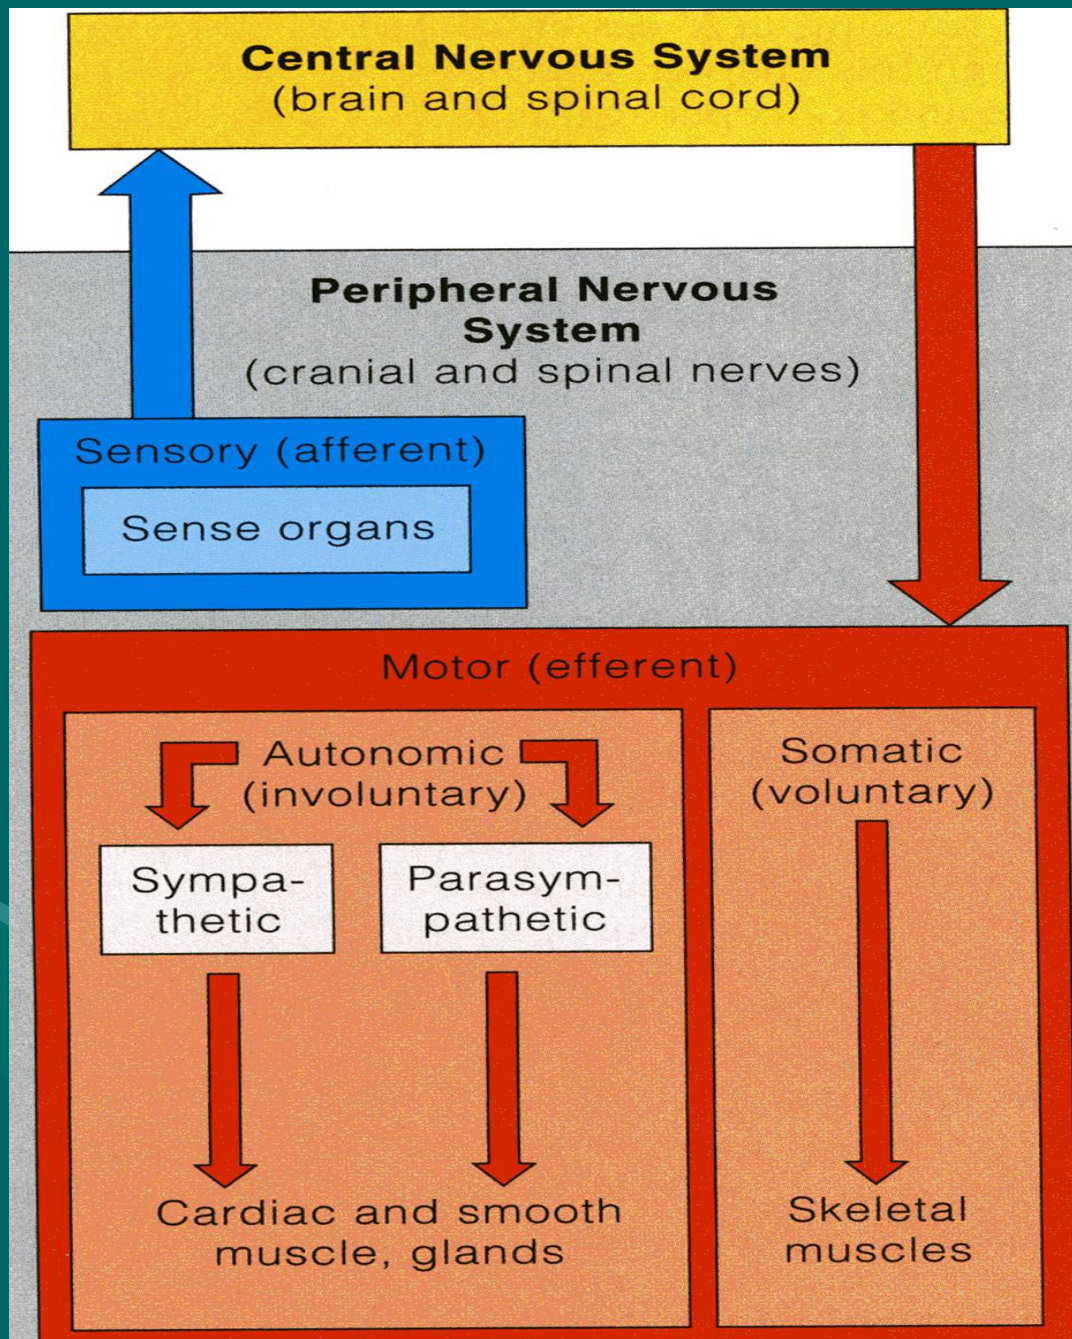 Central Nervous System
(brain and spinal cord)
Peripheral Nervous
System
(cranial and spinal nerves)
Sensory (afferent)
Sense organs
Motor (efferent)
Autonomic
(involuntary)
Sympa-
thetic
Parasym-
pathetic
Cardiac and smooth
muscle, glands
Somatic
(voluntary)
Skeletal
muscles